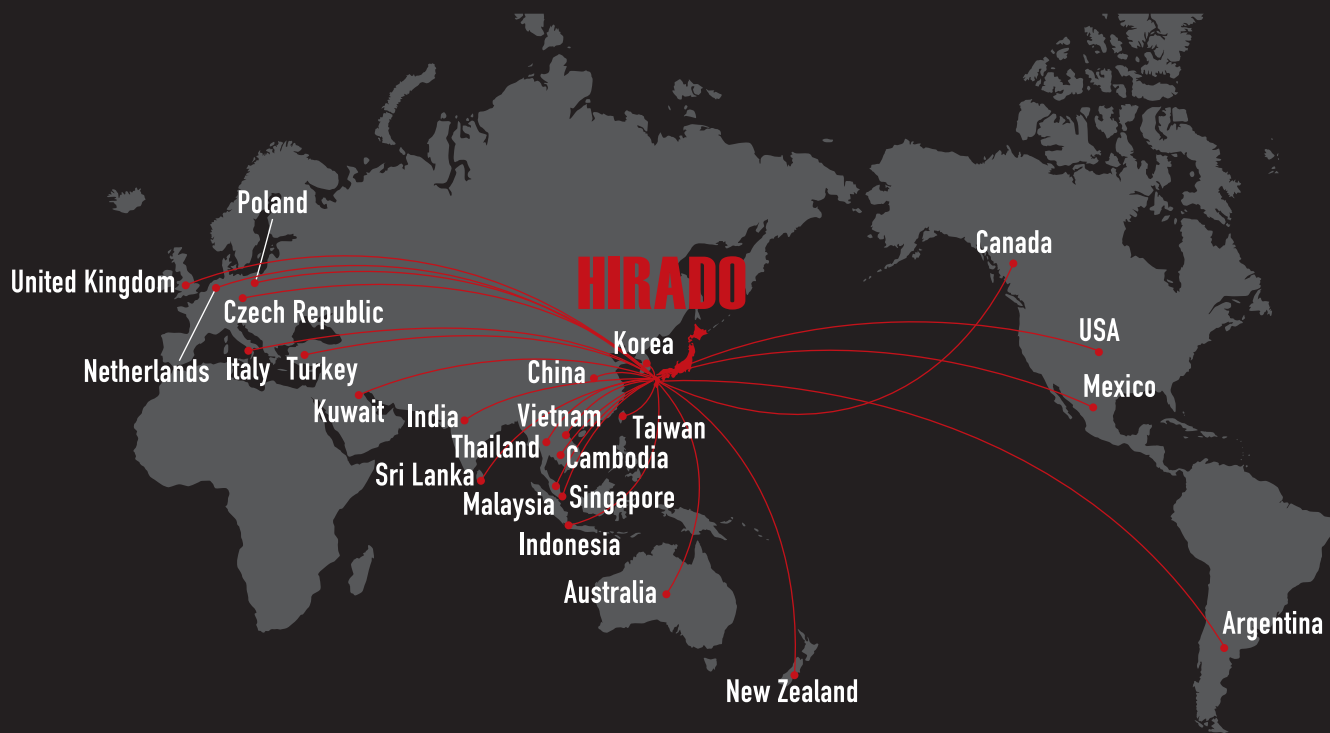 Poland
Canada
HIRADO
United Kingdom
Czech Republic
USA
Korea
Netherlands
Italy
Turkey
China
Mexico
Kuwait
India
Vietnam
Taiwan
Thailand
Cambodia
Sri Lanka
Malaysia
Singapore
Indonesia
Australia
Argentina
New Zealand